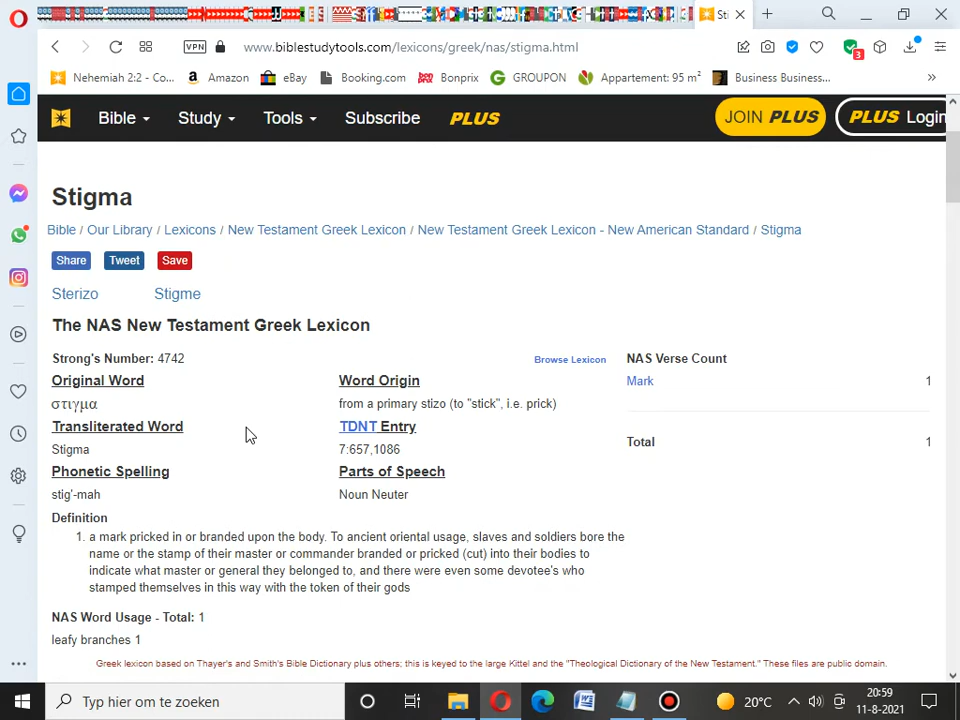 Sti
VPN
www.biblestudytools.com/lexicons/greek/nas/stigma.html
3
Nehemiah 2:2 - Co... Amazon eBay Booking.com Bonprix GROUPON Appartement: 95 m² Business Business... »
Bible Study Tools Subscribe PLUS JOIN PLUS PLUS Login
Stigma
Bible / Our Library / Lexicons / New Testament Greek Lexicon / New Testament Greek Lexicon - New American Standard / Stigma
Share Tweet Save
Sterizo Stigme
The NAS New Testament Greek Lexicon
Strong's Number: 4742 Browse Lexicon
Original Word
στιγμα
Transliterated Word
Stigma
Phonetic Spelling
stig'-mah
Word Origin
from a primary stizo (to "stick", i.e. prick)
TDNT Entry
7:657,1086
Parts of Speech
Noun Neuter
NAS Verse Count
Mark 1
Total 1
Definition
1. a mark pricked in or branded upon the body. To ancient oriental usage, slaves and soldiers bore the
name or the stamp of their master or commander branded or pricked (cut) into their bodies to
indicate what master or general they belonged to, and there were even some devotee's who
stamped themselves in this way with the token of their gods
NAS Word Usage - Total: 1
leafy branches 1
Greek lexicon based on Thayer's and Smith's Bible Dictionary plus others; this is keyed to the large Kittel and the "Theological Dictionary of the New Testament." These files are public domain.
Typ hier om te zoeken
20°C
20:59
11-8-2021